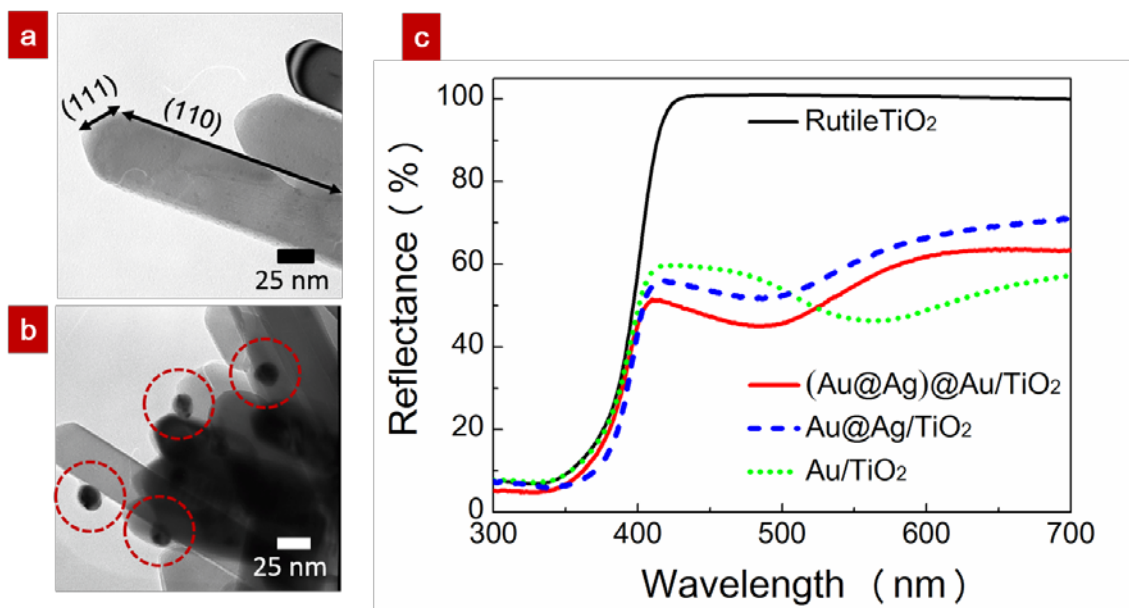 a
(111)
(110)
25 nm
b
25 nm
c
Reflectance ( % )
100
80
60
40
20
0
300
400
500
600
700
Wavelength ( nm )
RutileTiO₂
(Au@Ag)@Au/TiO₂
Au@Ag/TiO₂
Au/TiO₂